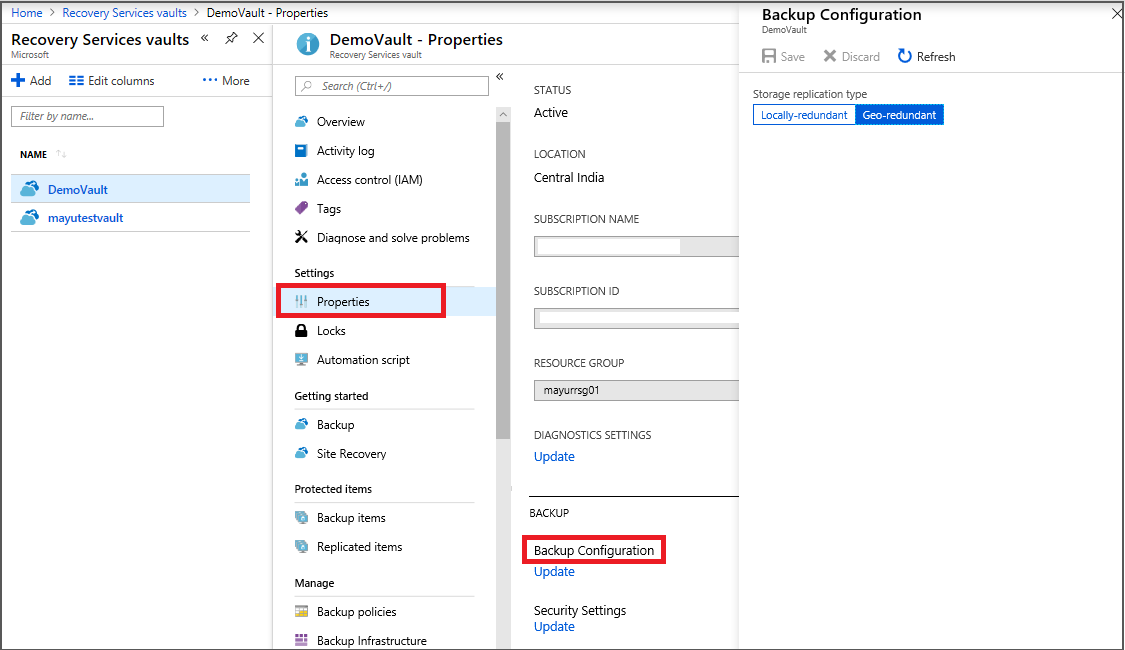 Home > Recovery Services vaults > DemoVault - Properties
Recovery Services vaults «
Microsoft
Add Edit columns ••• More
Filter by name...
NAME ↑↓
DemoVault
mayutestvault
DemoVault - Properties
Recovery Services vault
Search (Ctrl+/) «
Overview
Activity log
Access control (IAM)
Tags
Diagnose and solve problems
Settings
Properties
Locks
Automation script
Getting started
Backup
Site Recovery
Protected items
Backup items
Replicated items
Manage
Backup policies
Backup Infrastructure
STATUS
Active
LOCATION
Central India
SUBSCRIPTION NAME
SUBSCRIPTION ID
RESOURCE GROUP
mayurrsg01
DIAGNOSTICS SETTINGS
Update
BACKUP
Backup Configuration
Update
Security Settings
Update
Backup Configuration
DemoVault
Save Discard Refresh
Storage replication type
Locally-redundant Geo-redundant